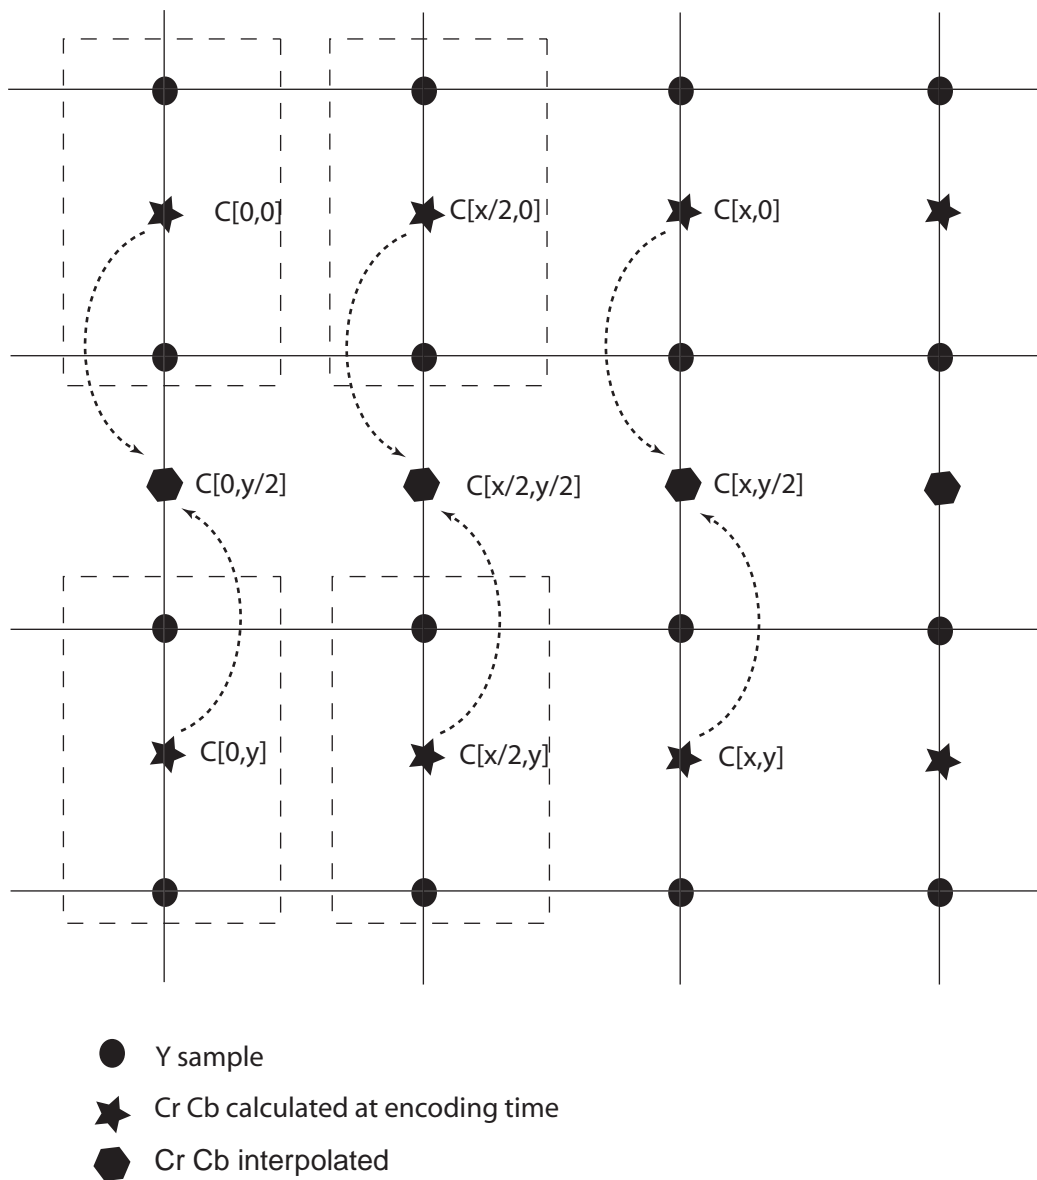 C[0,0]
C[x/2,0]
C[x,0]
C[0,y/2]
C[x/2,y/2]
C[x,y/2]
C[0,y]
C[x/2,y]
C[x,y]
Y sample
Cr Cb calculated at encoding time
Cr Cb interpolated